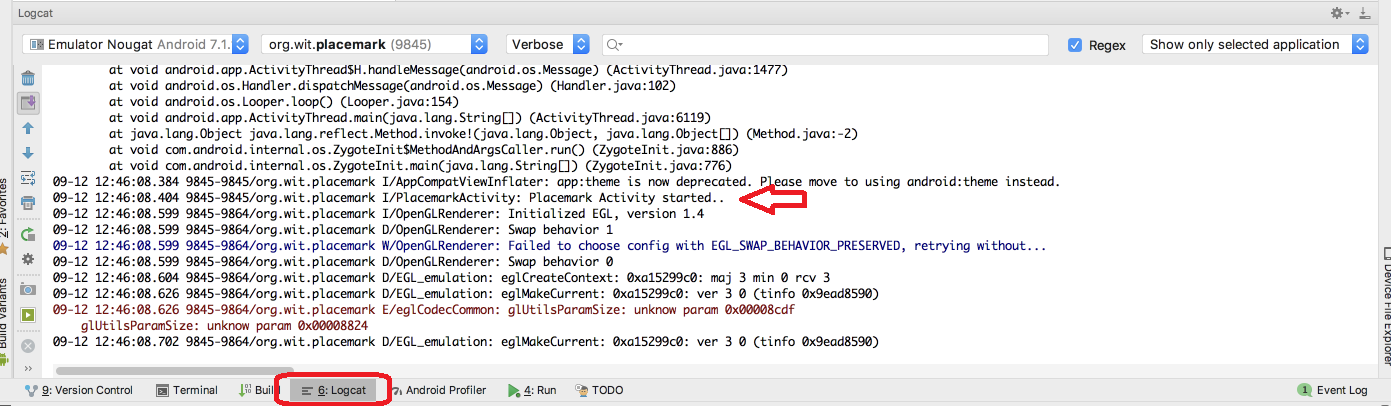 Logcat
Emulator Nougat Android 7.1. org.wit.placemark (9845) Verbose Regex Show only selected application
at void android.app.ActivityThread$H.handleMessage(android.os.Message) (ActivityThread.java:1477)
at void android.os.Handler.dispatchMessage(android.os.Message) (Handler.java:102)
at void android.os.Looper.loop() (Looper.java:154)
at void android.app.ActivityThread.main(java.lang.String[]) (ActivityThread.java:6119)
at java.lang.Object java.lang.reflect.Method.invoke!(java.lang.Object, java.lang.Object[]) (Method.java:-2)
at void com.android.internal.os.ZygoteInit$MethodAndArgsCaller.run() (ZygoteInit.java:886)
at void com.android.internal.os.ZygoteInit.main(java.lang.String[]) (ZygoteInit.java:776)
09-12 12:46:08.384 9845-9845/org.wit.placemark I/AppCompatViewInflater: app:theme is now deprecated. Please move to using android:theme instead.
09-12 12:46:08.404 9845-9845/org.wit.placemark I/PlacemarkActivity: Placemark Activity started..
09-12 12:46:08.599 9845-9864/org.wit.placemark I/OpenGLRenderer: Initialized EGL, version 1.4
09-12 12:46:08.599 9845-9864/org.wit.placemark D/OpenGLRenderer: Swap behavior 1
09-12 12:46:08.599 9845-9864/org.wit.placemark W/OpenGLRenderer: Failed to choose config with EGL_SWAP_BEHAVIOR_PRESERVED, retrying without...
09-12 12:46:08.599 9845-9864/org.wit.placemark D/OpenGLRenderer: Swap behavior 0
09-12 12:46:08.604 9845-9864/org.wit.placemark D/EGL_emulation: eglCreateContext: 0xa15299c0: maj 3 min 0 rcv 3
09-12 12:46:08.626 9845-9864/org.wit.placemark D/EGL_emulation: eglMakeCurrent: 0xa15299c0: ver 3 0 (tinfo 0x9ead8590)
09-12 12:46:08.626 9845-9864/org.wit.placemark E/eglCodecCommon: glUtilsParamSize: unknow param 0x00008cdf
glUtilsParamSize: unknow param 0x00008824
09-12 12:46:08.702 9845-9864/org.wit.placemark D/EGL_emulation: eglMakeCurrent: 0xa15299c0: ver 3 0 (tinfo 0x9ead8590)
2: Favorites
Build Variants
Device File Explorer
9: Version Control Terminal Build 6: Logcat Android Profiler 4: Run TODO 1 Event Log